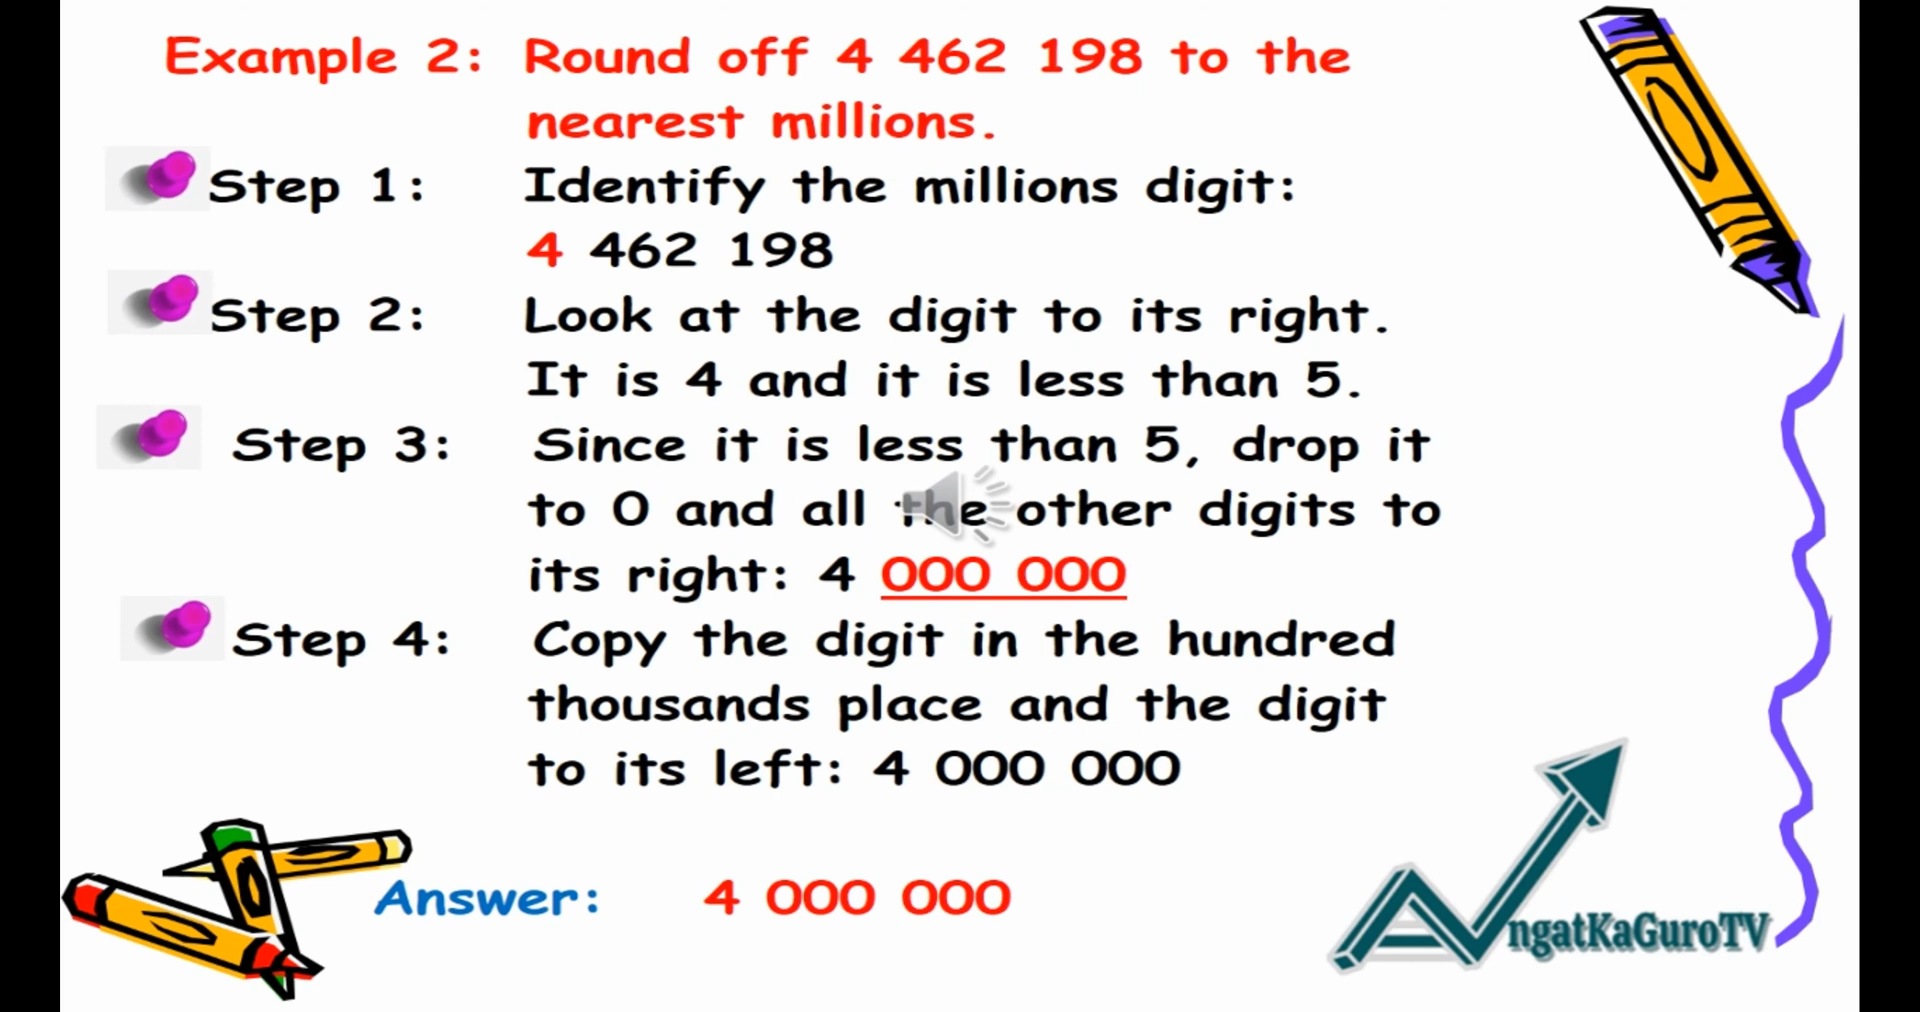 Example 2: Round off 4 462 198 to the
nearest millions.
Step 1: Identify the millions digit:
4 462 198
Step 2: Look at the digit to its right.
It is 4 and it is less than 5.
Step 3: Since it is less than 5, drop it
to 0 and all the other digits to
its right: 4 000 000
Step 4: Copy the digit in the hundred
thousands place and the digit
to its left: 4 000 000
Answer: 4 000 000
ngatKaGuroTV